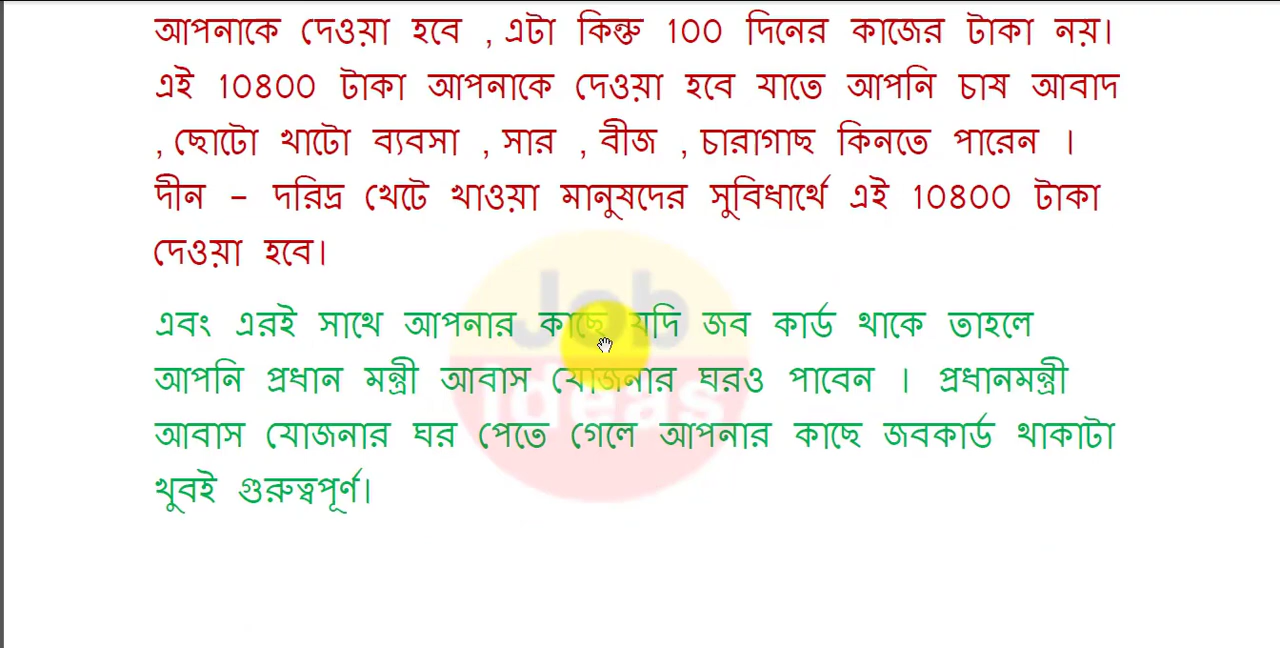 আপনাকে দেওয়া হবে ,এটা কিন্তু 100 দিনের কাজের টাকা নয়।
এই 10800 টাকা আপনাকে দেওয়া হবে যাতে আপনি চাষ আবাদ
,ছোটো খাটো ব্যবসা ,সার ,বীজ ,চারাগাছ কিনতে পারেন ।
দীন – দরিদ্র খেটে খাওয়া মানুষদের সুবিধার্থে এই 10800 টাকা
দেওয়া হবে।
Job
এবং এরই সাথে আপনার কাছে যদি জব কার্ড থাকে তাহলে
আপনি প্রধান মন্ত্রী আবাস যোজনার ঘরও পাবেন । প্রধানমন্ত্রী
Ideas
আবাস যোজনার ঘর পেতে গেলে আপনার কাছে জবকার্ড থাকাটা
খুবই গুরুত্বপূর্ণ।